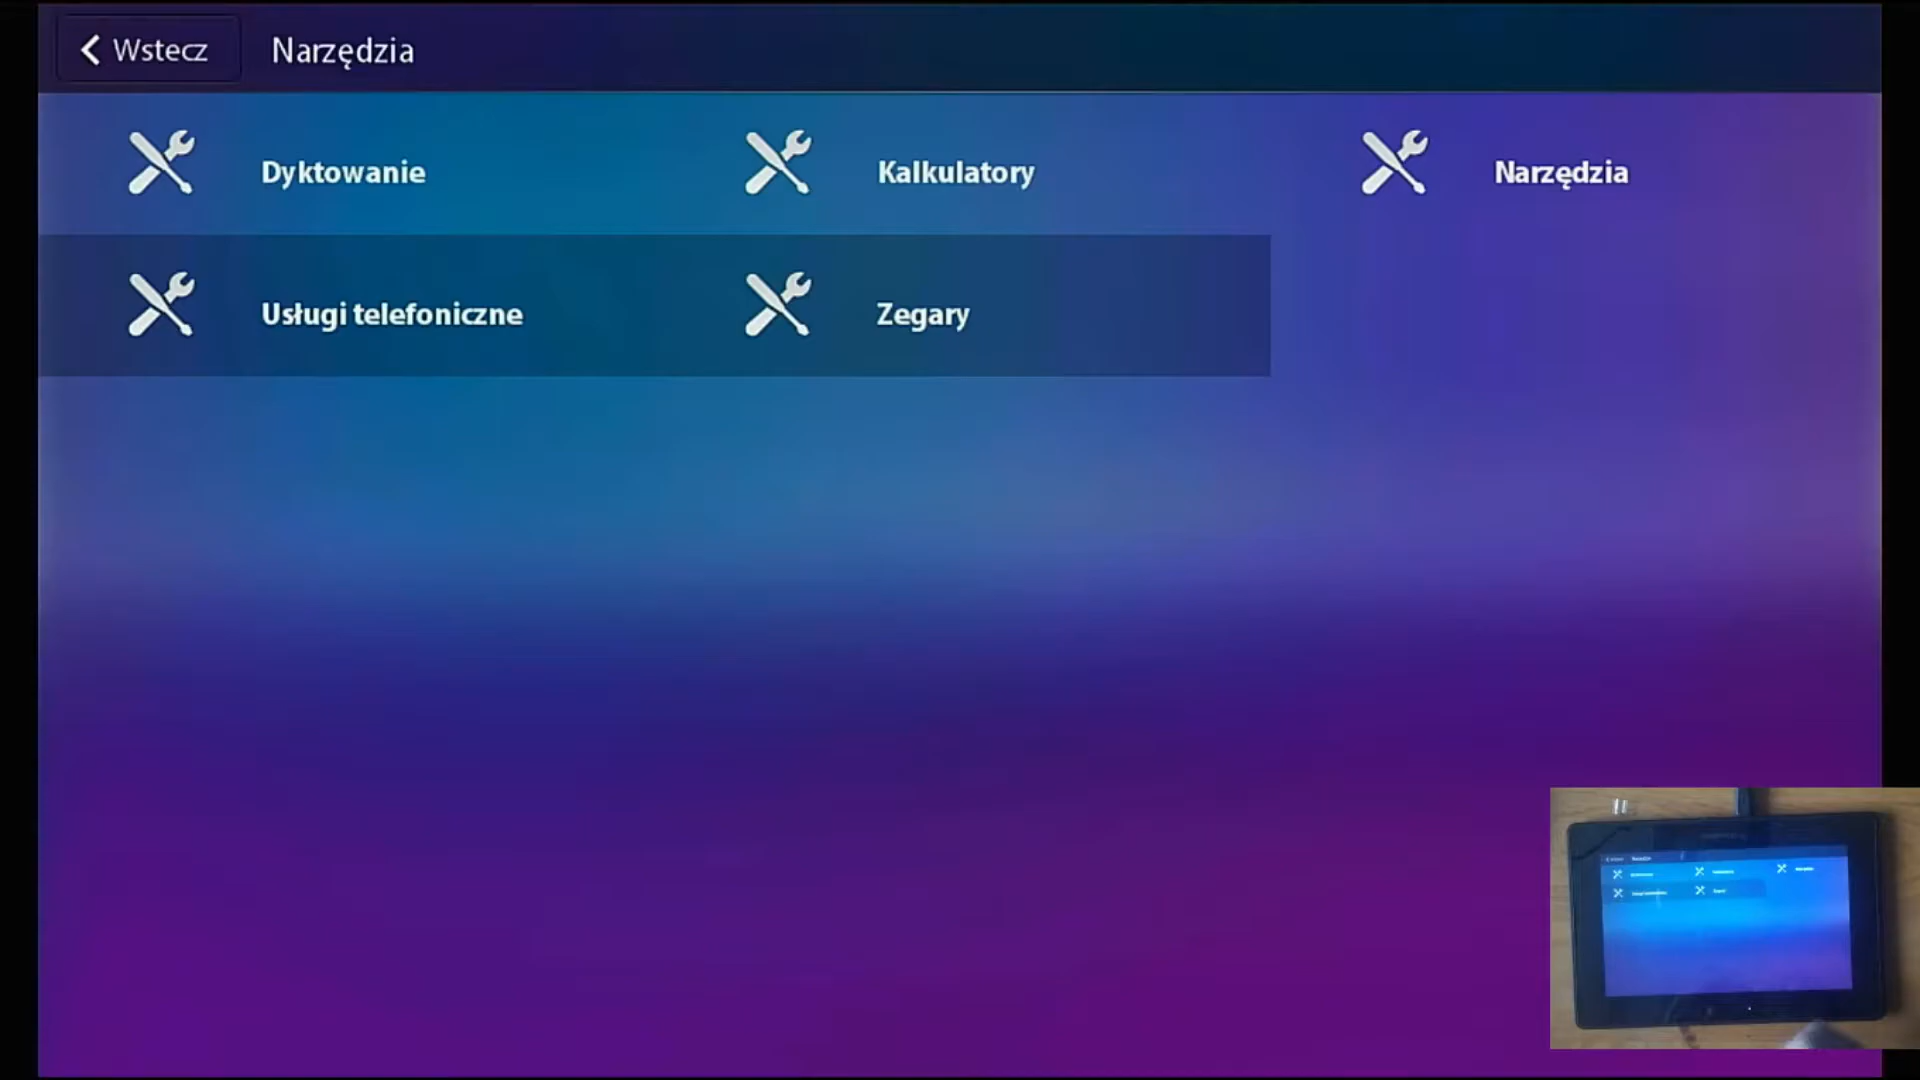 Wstecz Narzędzia
Dyktowanie Kalkulatory Narzędzia
Usługi telefoniczne Zegary